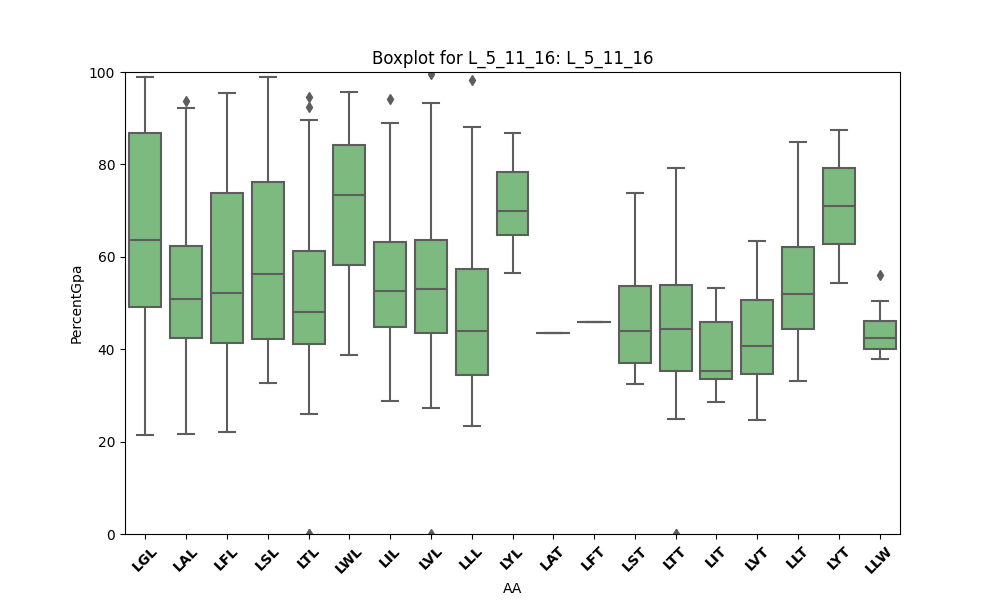 Boxplot for L_5_11_16: L_5_11_16
PercentGpa
100
80
60
40
20
0
LGL LAL LFL LSL LTL LWL LIL LVL LLL LYL LAT LFT LST LTT LIT LVT LLT LYT LLW
AA